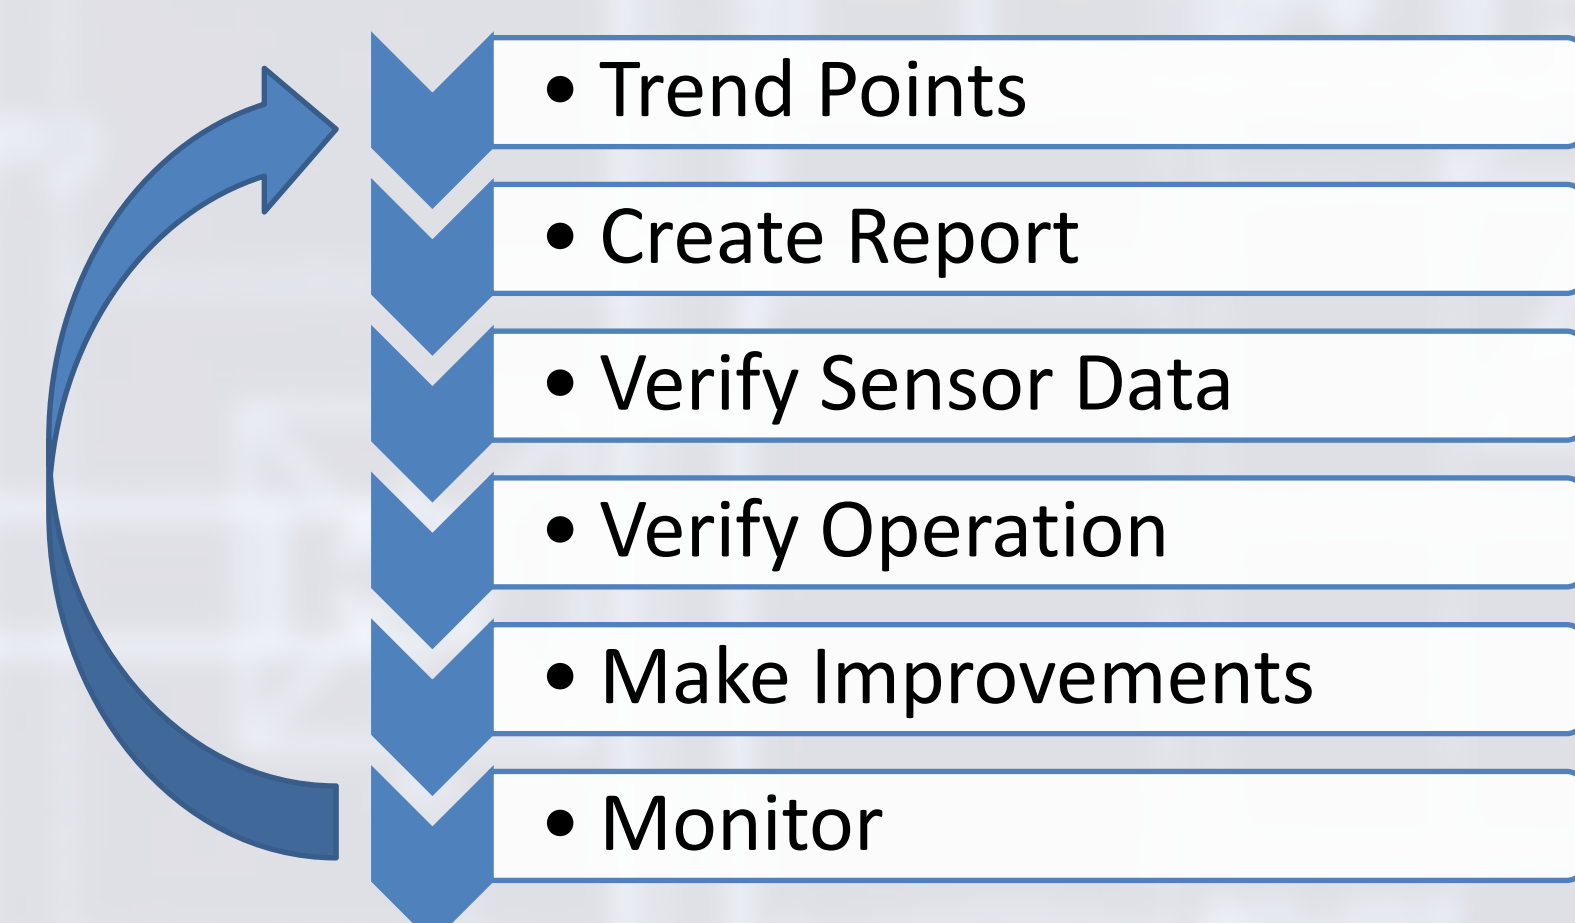 • Trend Points
• Create Report
• Verify Sensor Data
• Verify Operation
• Make Improvements
• Monitor